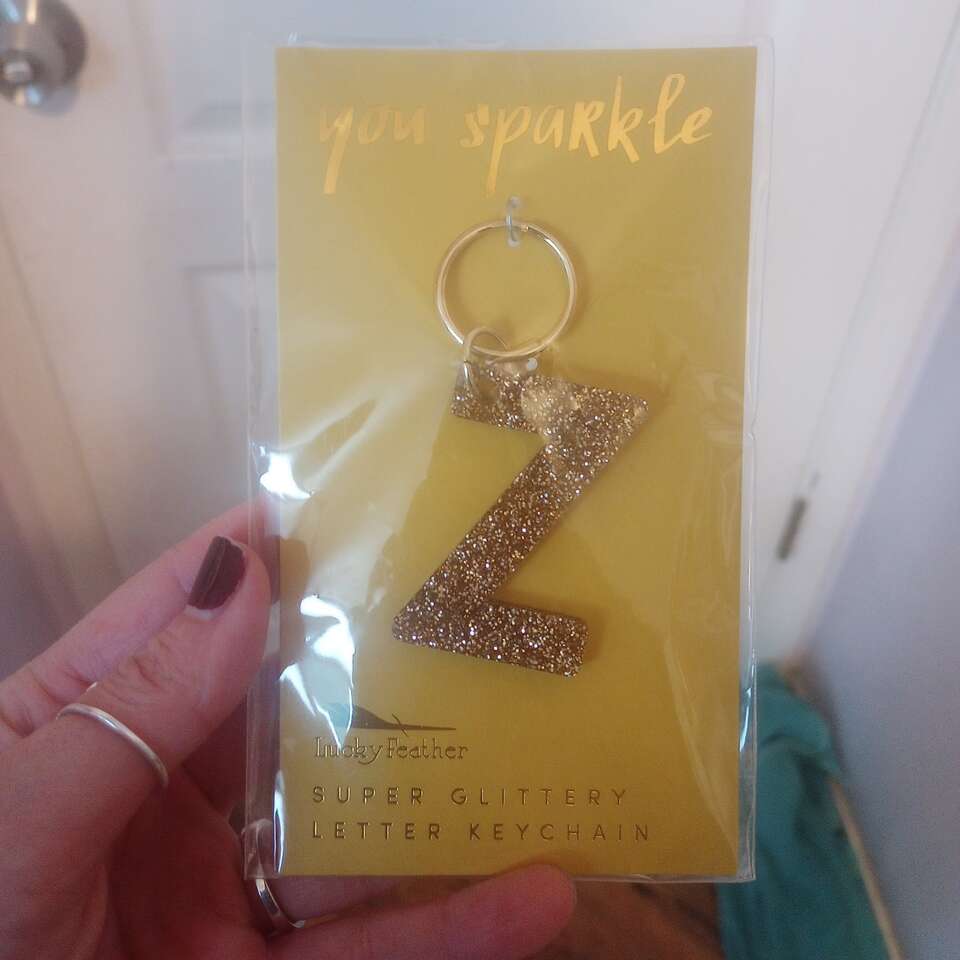 you sparkle
Z
Lucky Feather
SUPER GLITTERY
LETTER KEYCHAIN